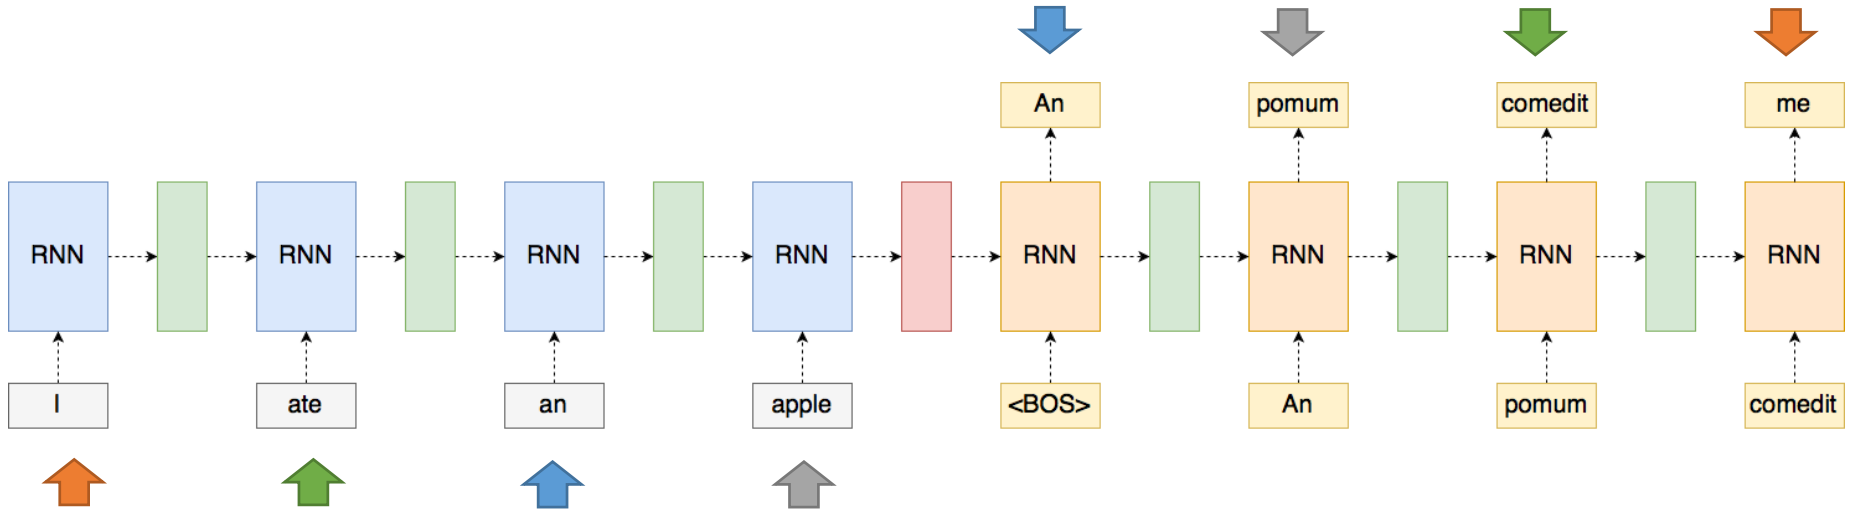 An pomum comedit me
RNN RNN RNN RNN RNN RNN RNN RNN
I ate an apple <BOS> An pomum comedit